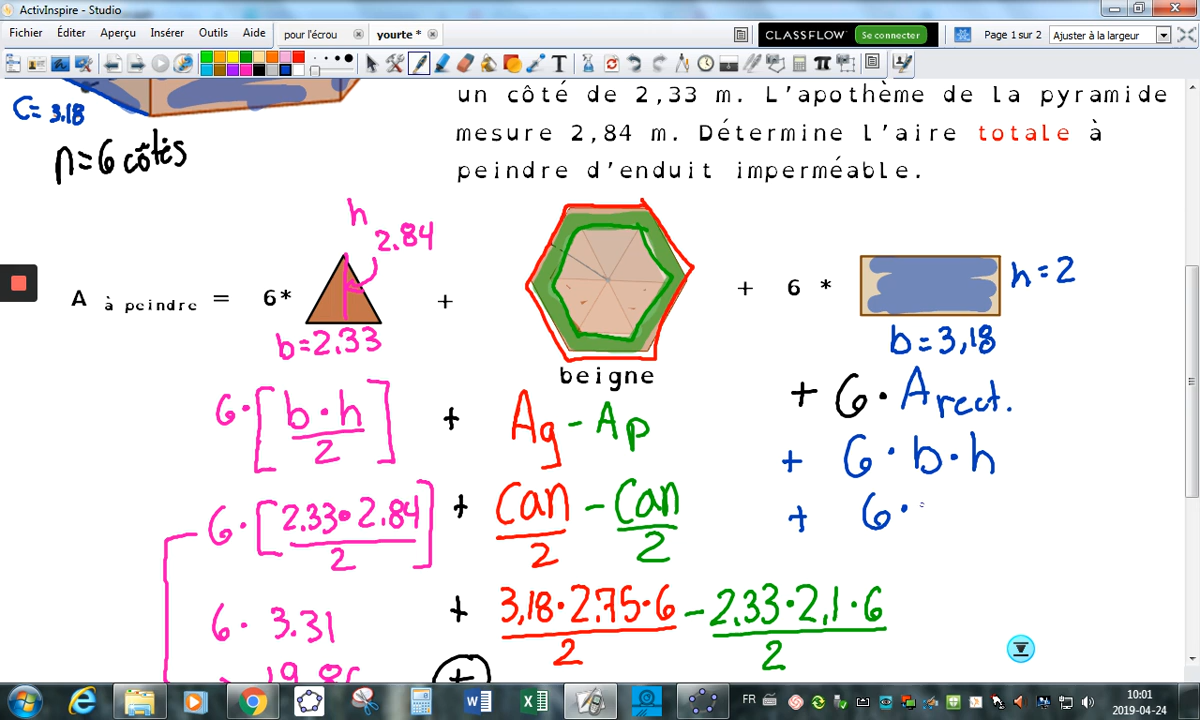 ActivInspire - Studio
Fichier Éditer Aperçu Insérer Outils Aide pour l'écrou yourte * CLASSFLOW Se connecter Page 1 sur 2 Ajuster à la largeur
C= 3.18
n=6 côtés
un côté de 2,33 m. L'apothème de la pyramide
mesure 2,84 m. Détermine l'aire totale à
peindre d'enduit imperméable.
h
2.84
A à peindre = 6* + + 6 * h=2
b=2.33 b=3,18
beigne
6·[b·h/2] + Ag - Ap + 6·A rect.
+ 6·b·h
6·[2.33·2.84/2] + can/2 - can/2 + 6·
6· 3.31 + 3,18·2.75·6/2 - 2.33·2,1·6/2
+
FR 10:01
2019-04-24